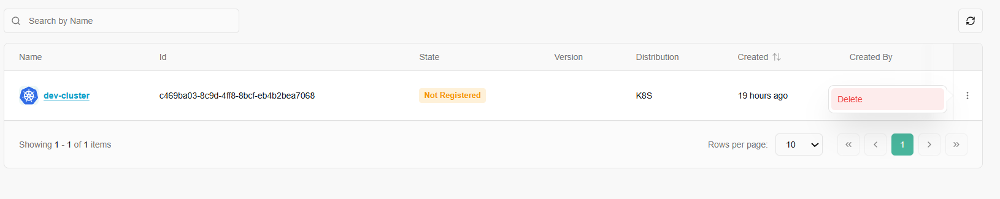 Search by Name
Name Id State Version Distribution Created Created By
dev-cluster c469ba03-8c9d-4ff8-8bcf-eb4b2bea7068 Not Registered K8S 19 hours ago Delete
Showing 1 - 1 of 1 items Rows per page: 10 « ‹ 1 › »